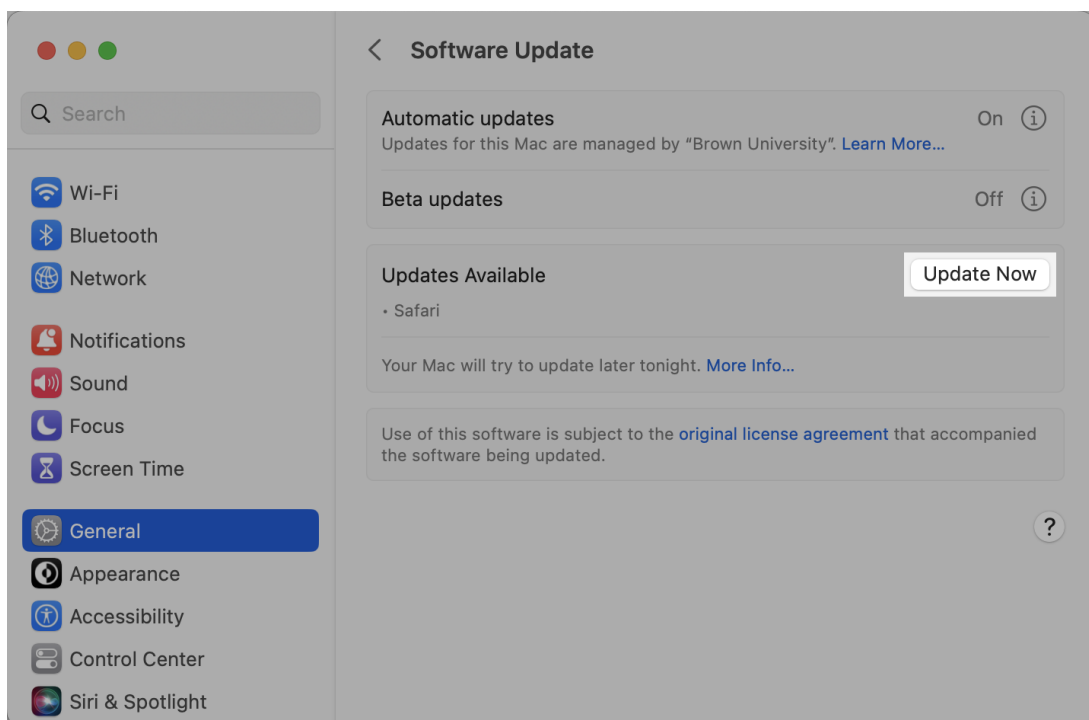 Software Update
Search
Automatic updates
On
Updates for this Mac are managed by “Brown University”. Learn More...
Beta updates
Off
Updates Available
Update Now
• Safari
Your Mac will try to update later tonight. More Info...
Use of this software is subject to the original license agreement that accompanied
the software being updated.
?
Wi-Fi
Bluetooth
Network
Notifications
Sound
Focus
Screen Time
General
Appearance
Accessibility
Control Center
Siri & Spotlight